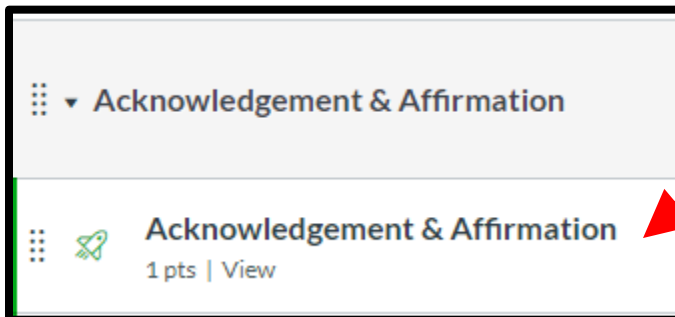 Acknowledgement & Affirmation
Acknowledgement & Affirmation
1 pts | View